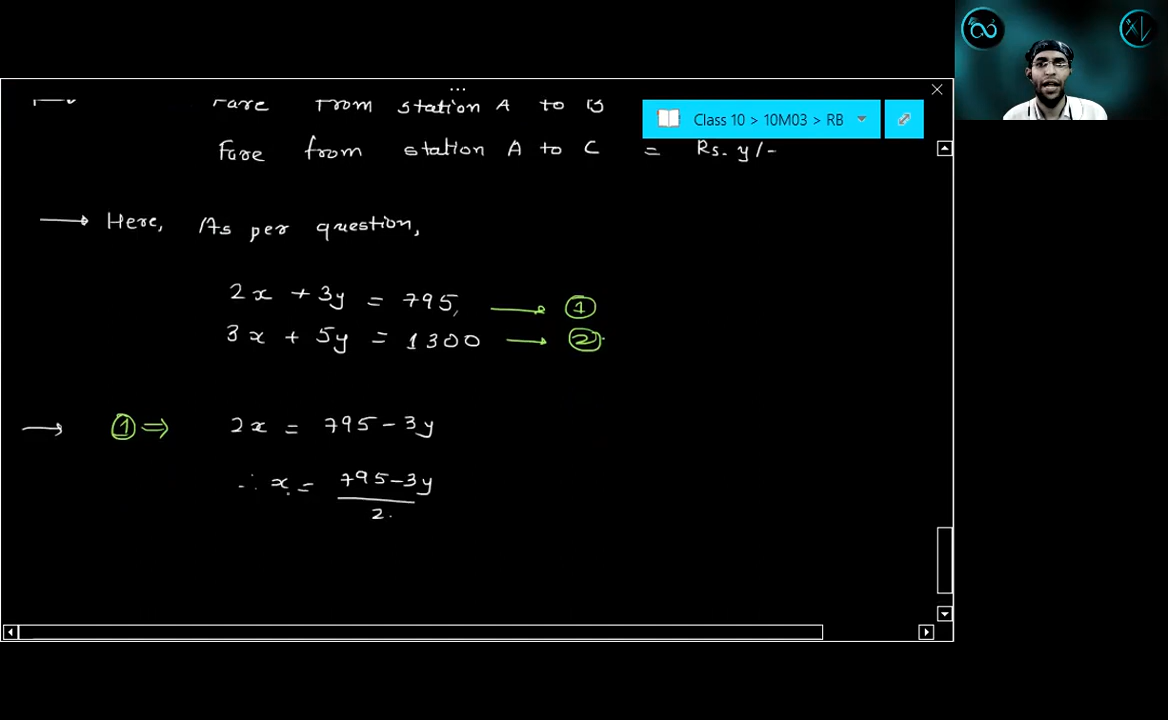 Fare from station A to B
Class 10 > 10M03 > RB
Fare from station A to C = Rs. y/-
→ Here, As per question,
2x + 3y = 795, → ①
3x + 5y = 1300 → ②
→ ① ⇒ 2x = 795 - 3y
∴ x = 795-3y
2